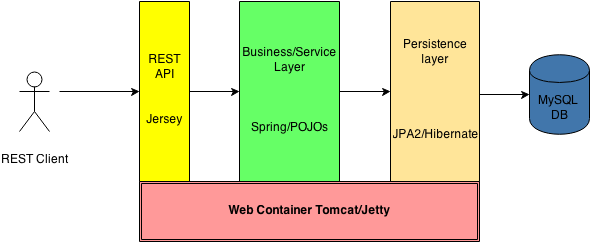 REST Client
REST
API
Jersey
Business/Service
Layer
Spring/POJOs
Persistence
layer
JPA2/Hibernate
MySQL
DB
Web Container Tomcat/Jetty